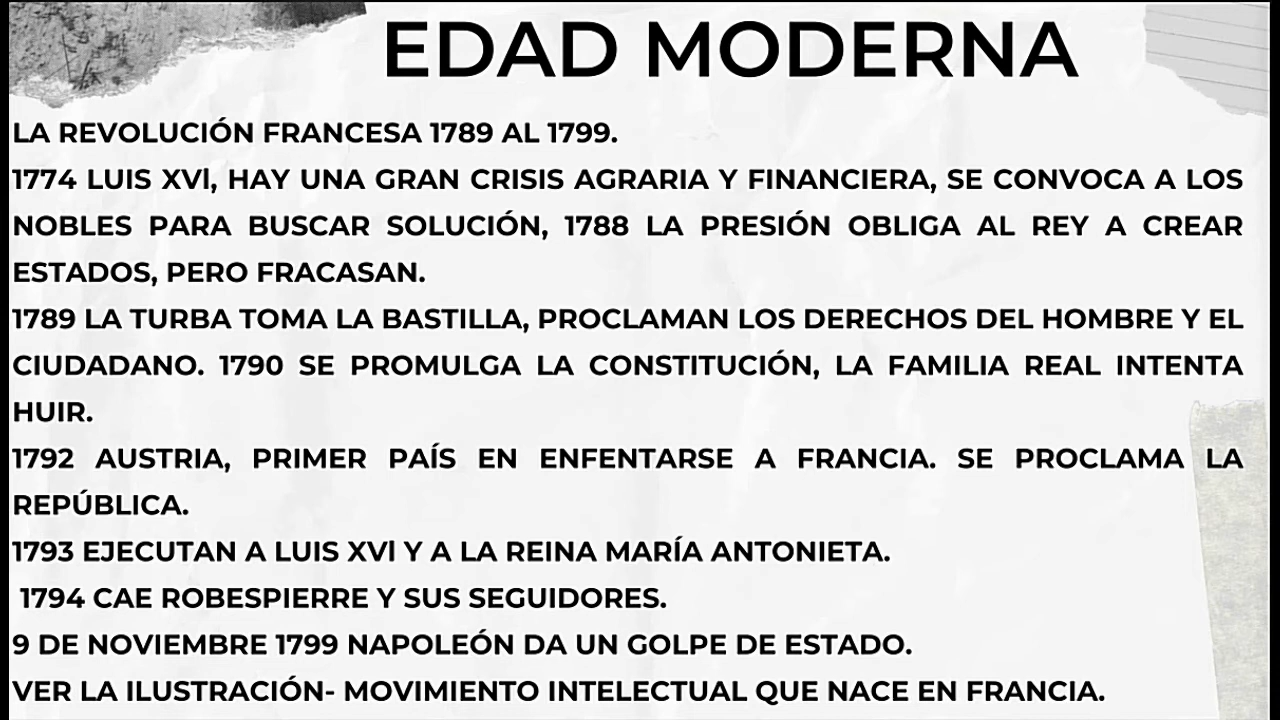 EDAD MODERNA
LA REVOLUCIÓN FRANCESA 1789 AL 1799.
1774 LUIS XVl, HAY UNA GRAN CRISIS AGRARIA Y FINANCIERA, SE CONVOCA A LOS
NOBLES PARA BUSCAR SOLUCIÓN, 1788 LA PRESIÓN OBLIGA AL REY A CREAR
ESTADOS, PERO FRACASAN.
1789 LA TURBA TOMA LA BASTILLA, PROCLAMAN LOS DERECHOS DEL HOMBRE Y EL
CIUDADANO. 1790 SE PROMULGA LA CONSTITUCIÓN, LA FAMILIA REAL INTENTA
HUIR.
1792 AUSTRIA, PRIMER PAÍS EN ENFENTARSE A FRANCIA. SE PROCLAMA LA
REPÚBLICA.
1793 EJECUTAN A LUIS XVl Y A LA REINA MARÍA ANTONIETA.
1794 CAE ROBESPIERRE Y SUS SEGUIDORES.
9 DE NOVIEMBRE 1799 NAPOLEÓN DA UN GOLPE DE ESTADO.
VER LA ILUSTRACIÓN- MOVIMIENTO INTELECTUAL QUE NACE EN FRANCIA.